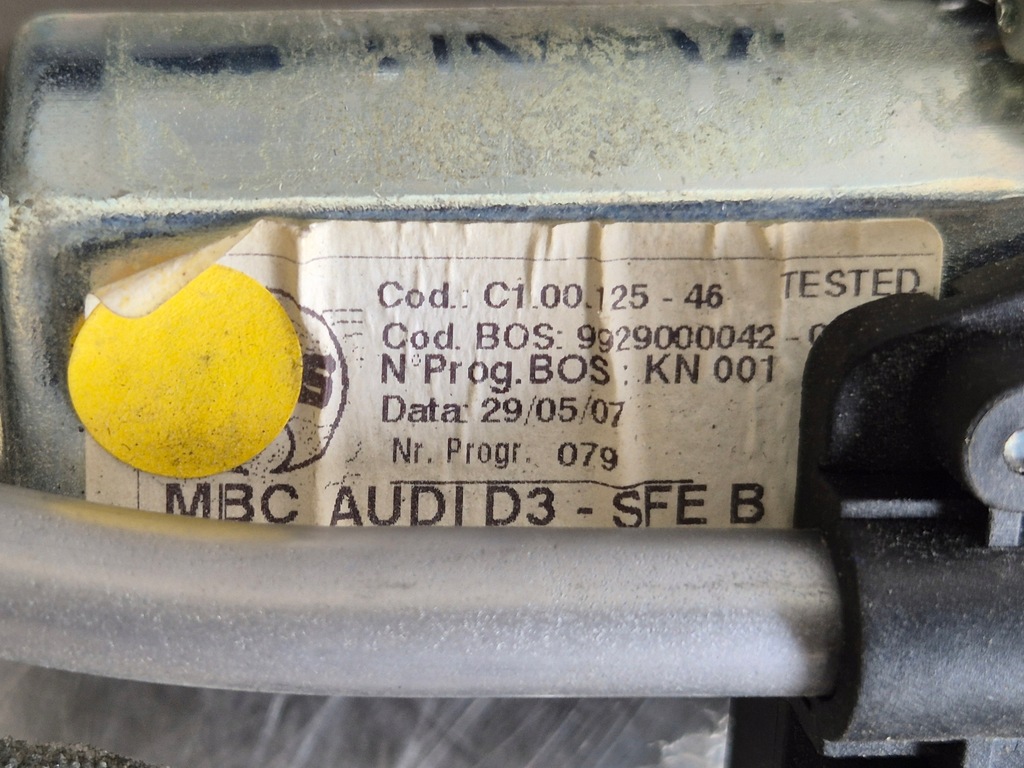 TESTED
Cod.: C1.00.125 - 46
Cod. BOS: 9929000042 -
N°Prog.BOS : KN 001
Data: 29/05/07
Nr. Progr. 079
MBC AUDI D3 - SFE B